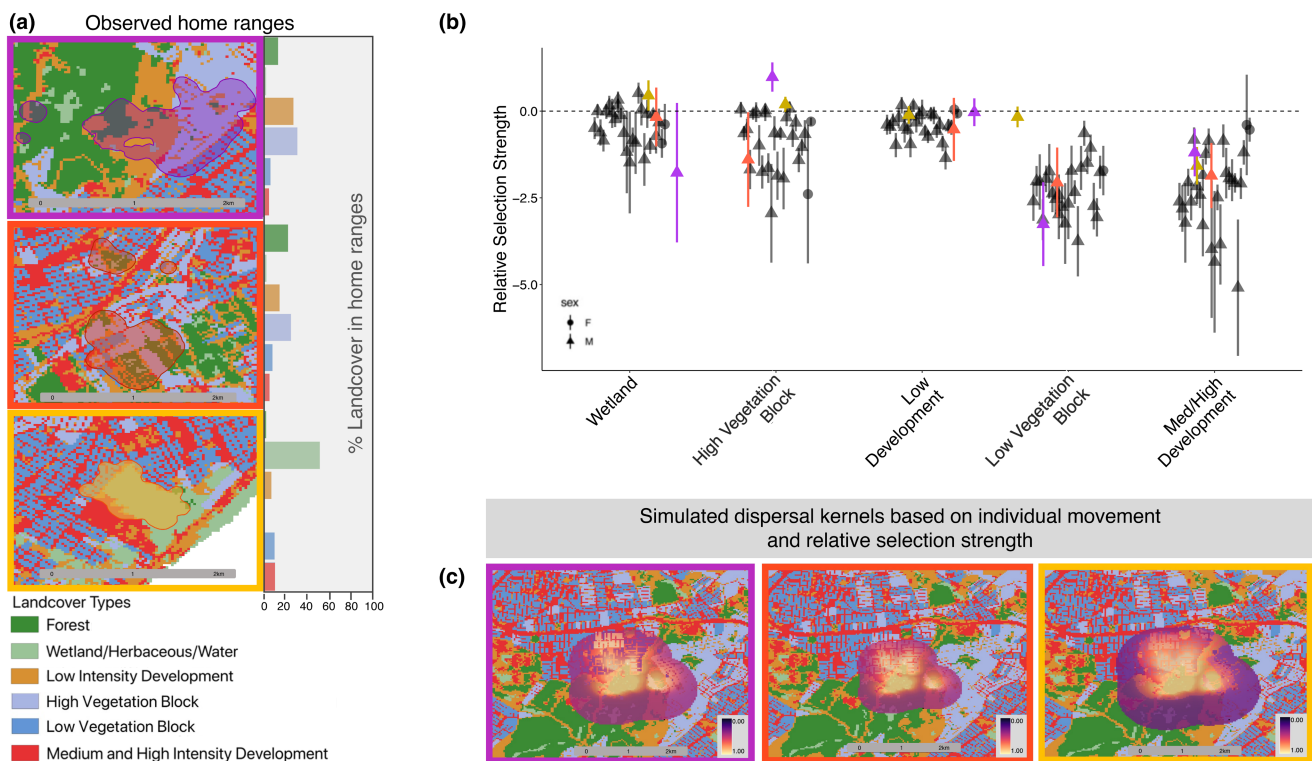 (a)
Observed home ranges
0 1 2km
0 1 2km
0 1 2km
% Landcover in home ranges
0 20 40 60 80 100
Landcover Types
Forest
Wetland/Herbaceous/Water
Low Intensity Development
High Vegetation Block
Low Vegetation Block
Medium and High Intensity Development
(b)
Relative Selection Strength
0.0
−2.5
−5.0
sex
F
M
Wetland
High Vegetation
Block
Low
Development
Low Vegetation
Block
Med/High
Development
Simulated dispersal kernels based on individual movement
and relative selection strength
(c)
0.00
1.00
0 1 2km
0.00
1.00
0 1 2km
0.00
1.00
0 1 2km